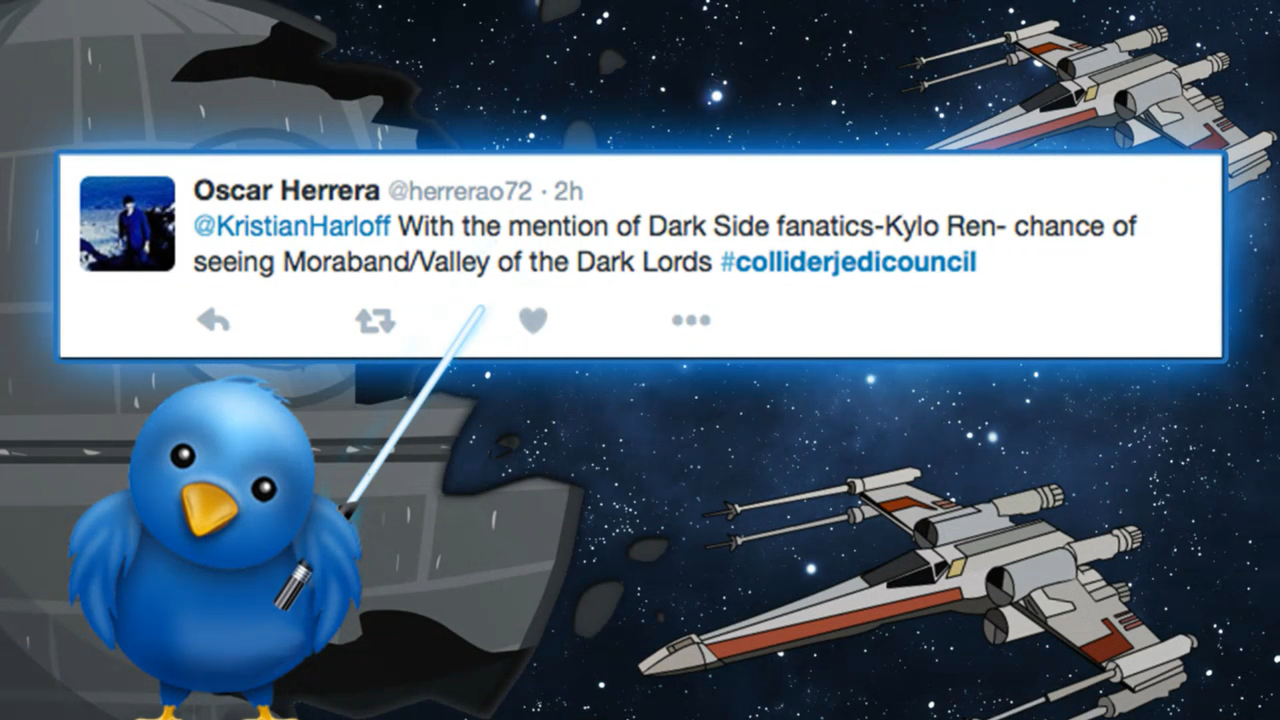 Oscar Herrera @herrerao72 · 2h
@KristianHarloff With the mention of Dark Side fanatics-Kylo Ren- chance of
seeing Moraband/Valley of the Dark Lords #colliderjedicouncil